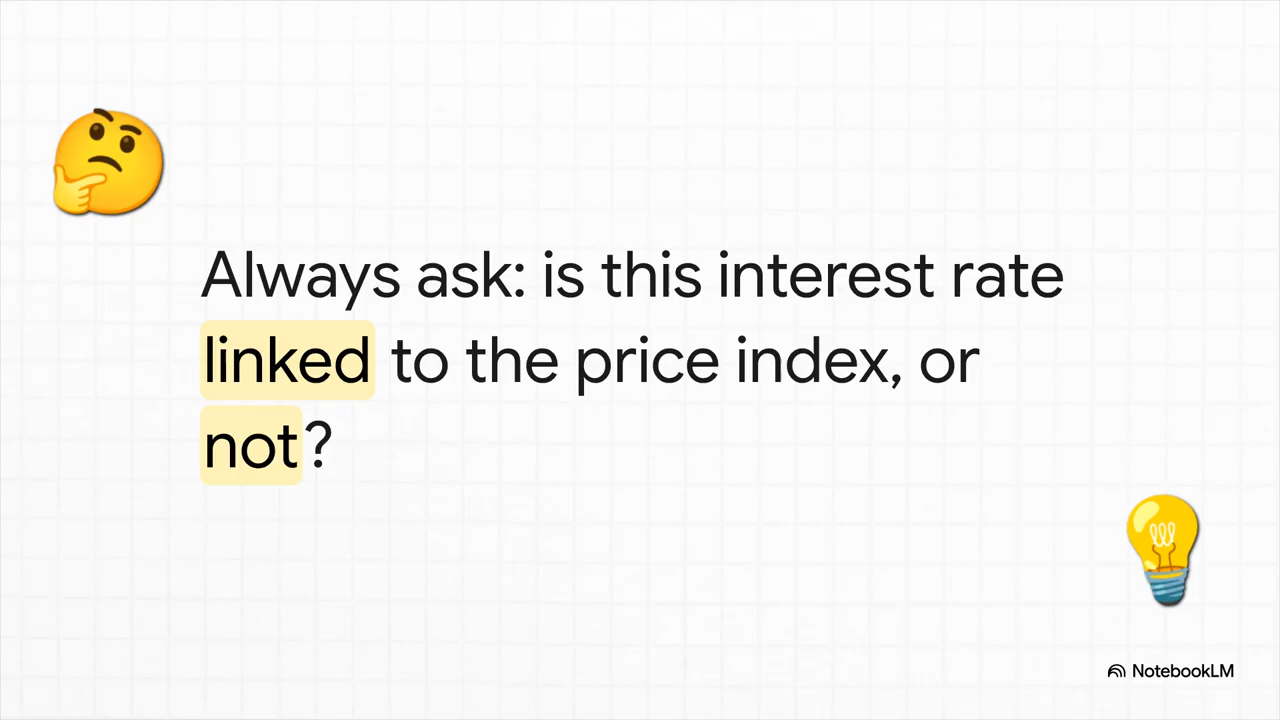 Always ask: is this interest rate
linked to the price index, or
not?
NotebookLM